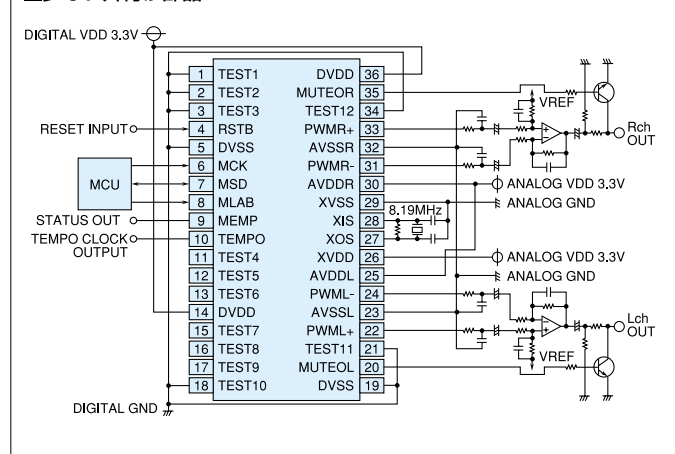 DIGITAL VDD 3.3V
1 TEST1 DVDD 36
2 TEST2 MUTEOR 35
3 TEST3 TEST12 34
VREF
RESET INPUT 4 RSTB PWMR+ 33
Rch
OUT
5 DVSS AVSSR 32
6 MCK PWMR- 31
MCU
7 MSD AVDDR 30 ANALOG VDD 3.3V
8 MLAB XVSS 29 ANALOG GND
8.19MHz
STATUS OUT 9 MEMP XIS 28
TEMPO CLOCK
OUTPUT
10 TEMPO XOS 27
11 TEST4 XVDD 26 ANALOG VDD 3.3V
12 TEST5 AVDDL 25 ANALOG GND
13 TEST6 PWML- 24
14 DVDD AVSSL 23
Lch
OUT
15 TEST7 PWML+ 22
16 TEST8 TEST11 21
VREF
17 TEST9 MUTEOL 20
18 TEST10 DVSS 19
DIGITAL GND